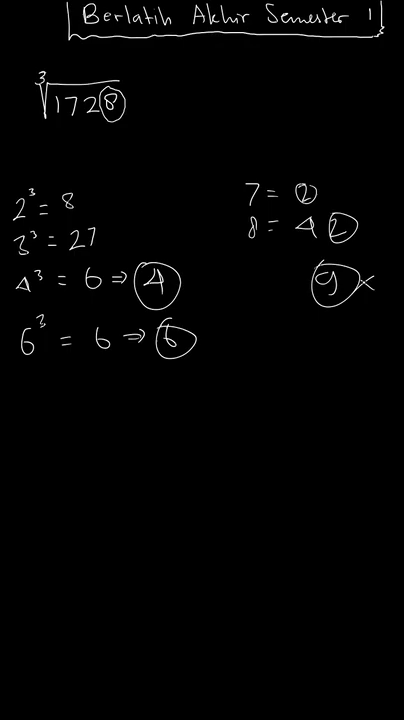 Berlatih Akhir Semester 1
∛1728
2³ = 8
3³ = 27
4³ = 6 ⇒ 4
6³ = 6 ⇒ 6
7 = 2
8 = 4 2
9 ×